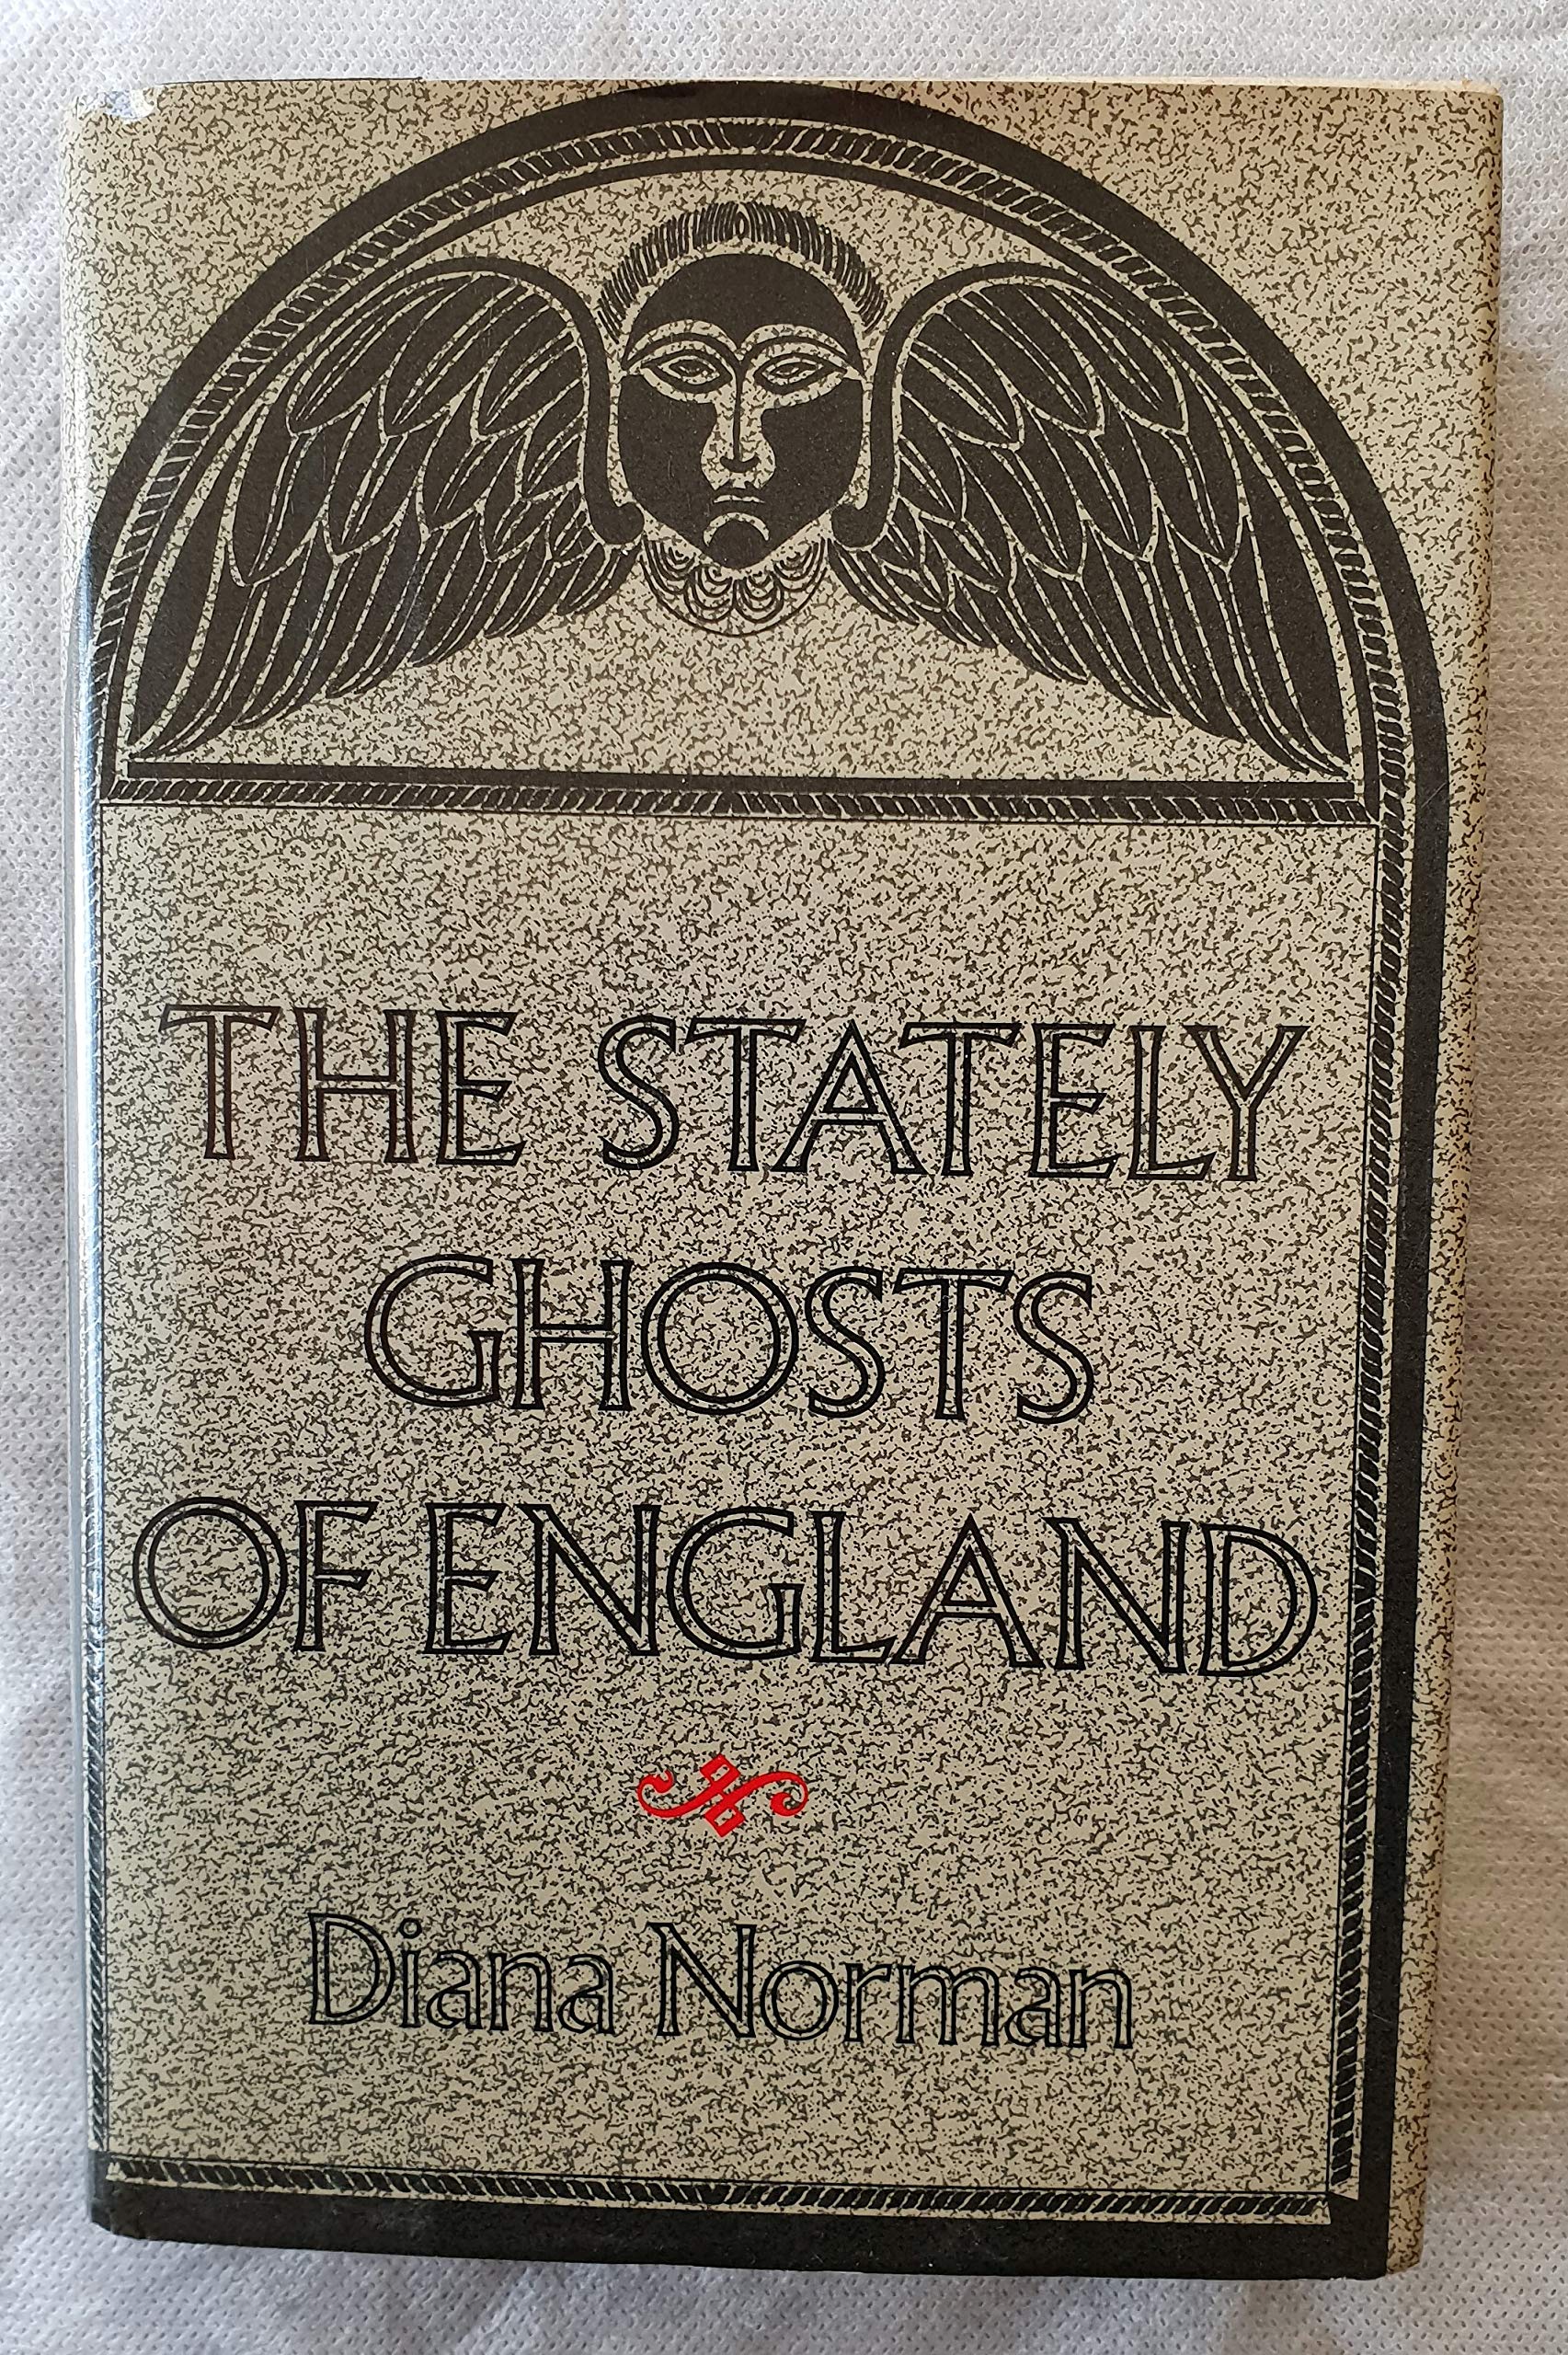 THE STATELY
GHOSTS
OF ENGLAND
Diana Norman